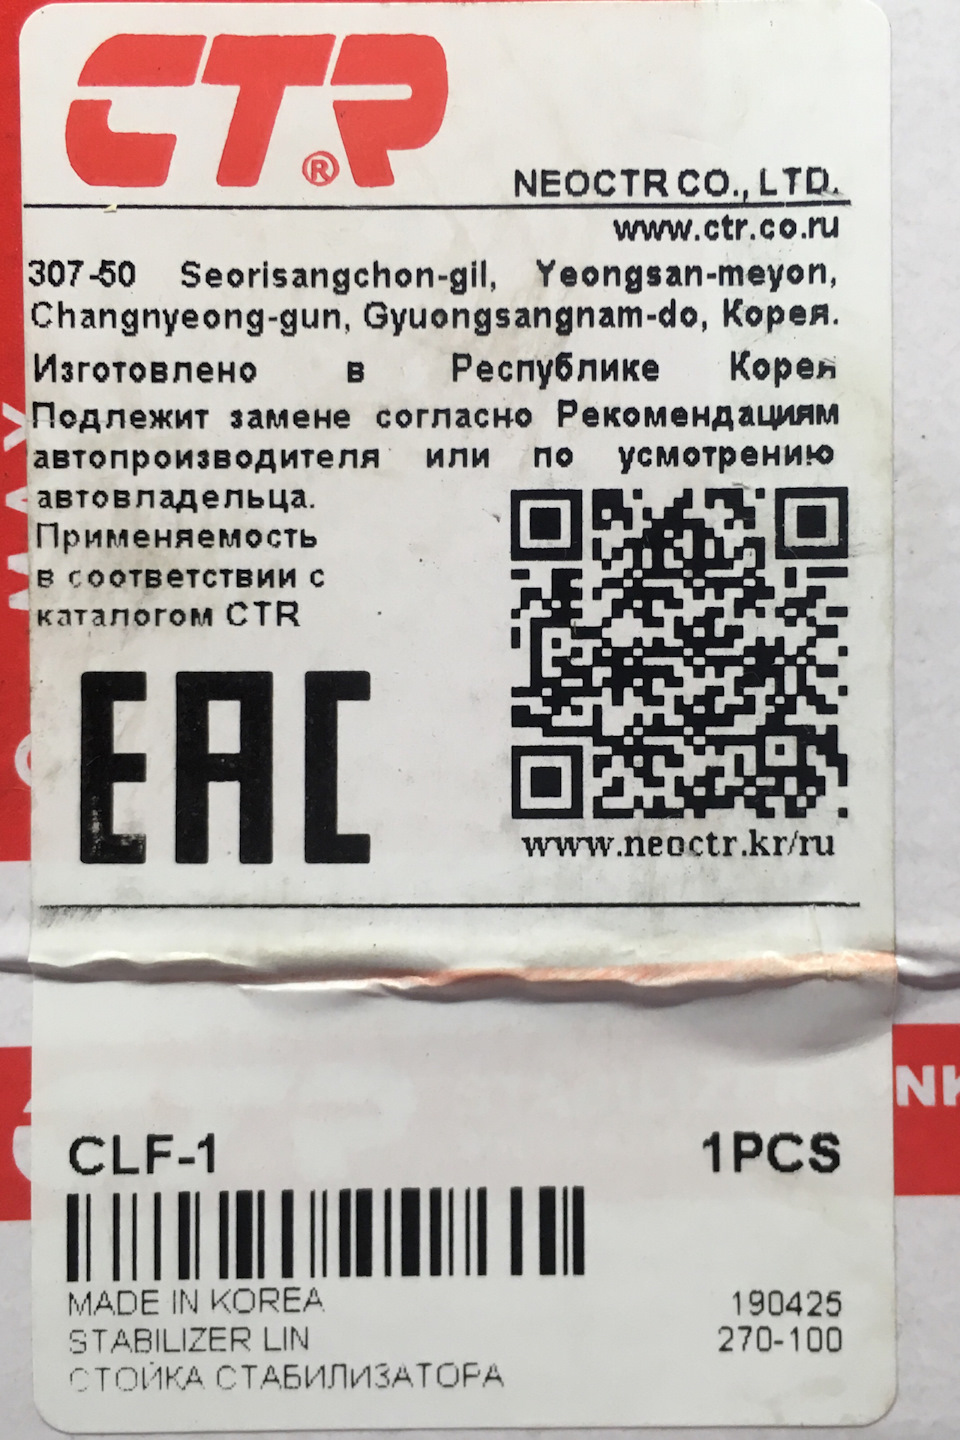 CTR®
NEOCTR CO., LTD.
www.ctr.co.ru
307-50 Seorisangchon-gil, Yeongsan-meyon,
Changnyeong-gun, Gyuongsangnam-do, Корея.
Изготовлено в Республике Корея
Подлежит замене согласно Рекомендациям
автопроизводителя или по усмотрению
автовладельца.
Применяемость
в соответствии с
каталогом CTR
EAC
www.neoctr.kr/ru
CLF-1 1PCS
MADE IN KOREA 190425
STABILIZER LIN 270-100
СТОЙКА СТАБИЛИЗАТОРА